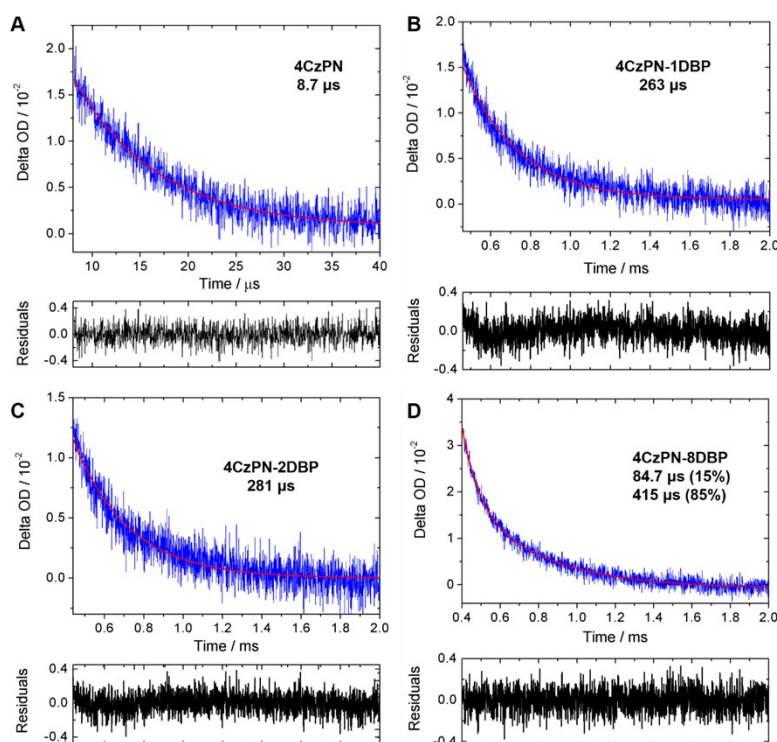 A
4CzPN
8.7 µs
Delta OD / 10⁻²
2.0
1.5
1.0
0.5
0.0
10 15 20 25 30 35 40
Time / µs
Residuals
0.4
0.0
-0.4
B
4CzPN-1DBP
263 µs
Delta OD / 10⁻²
2.0
1.5
1.0
0.5
0.0
0.6 0.8 1.0 1.2 1.4 1.6 1.8 2.0
Time / ms
Residuals
0.4
0.0
-0.4
C
4CzPN-2DBP
281 µs
Delta OD / 10⁻²
1.5
1.0
0.5
0.0
0.6 0.8 1.0 1.2 1.4 1.6 1.8 2.0
Time / ms
Residuals
0.4
0.0
-0.4
D
4CzPN-8DBP
84.7 µs (15%)
415 µs (85%)
Delta OD / 10⁻²
4
3
2
1
0
0.4 0.6 0.8 1.0 1.2 1.4 1.6 1.8 2.0
Time / ms
Residuals
0.4
0.0
-0.4